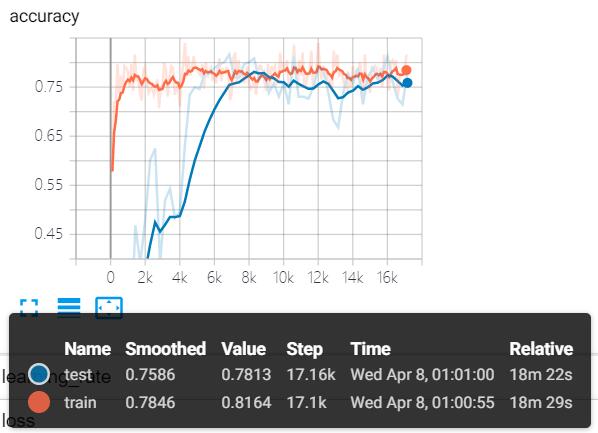 accuracy
0.75
0.65
0.55
0.45
0 2k 4k 6k 8k 10k 12k 14k 16k
Name Smoothed Value Step Time Relative
test 0.7586 0.7813 17.16k Wed Apr 8, 01:01:00 18m 22s
learning_rate
train 0.7846 0.8164 17.1k Wed Apr 8, 01:00:55 18m 29s
loss